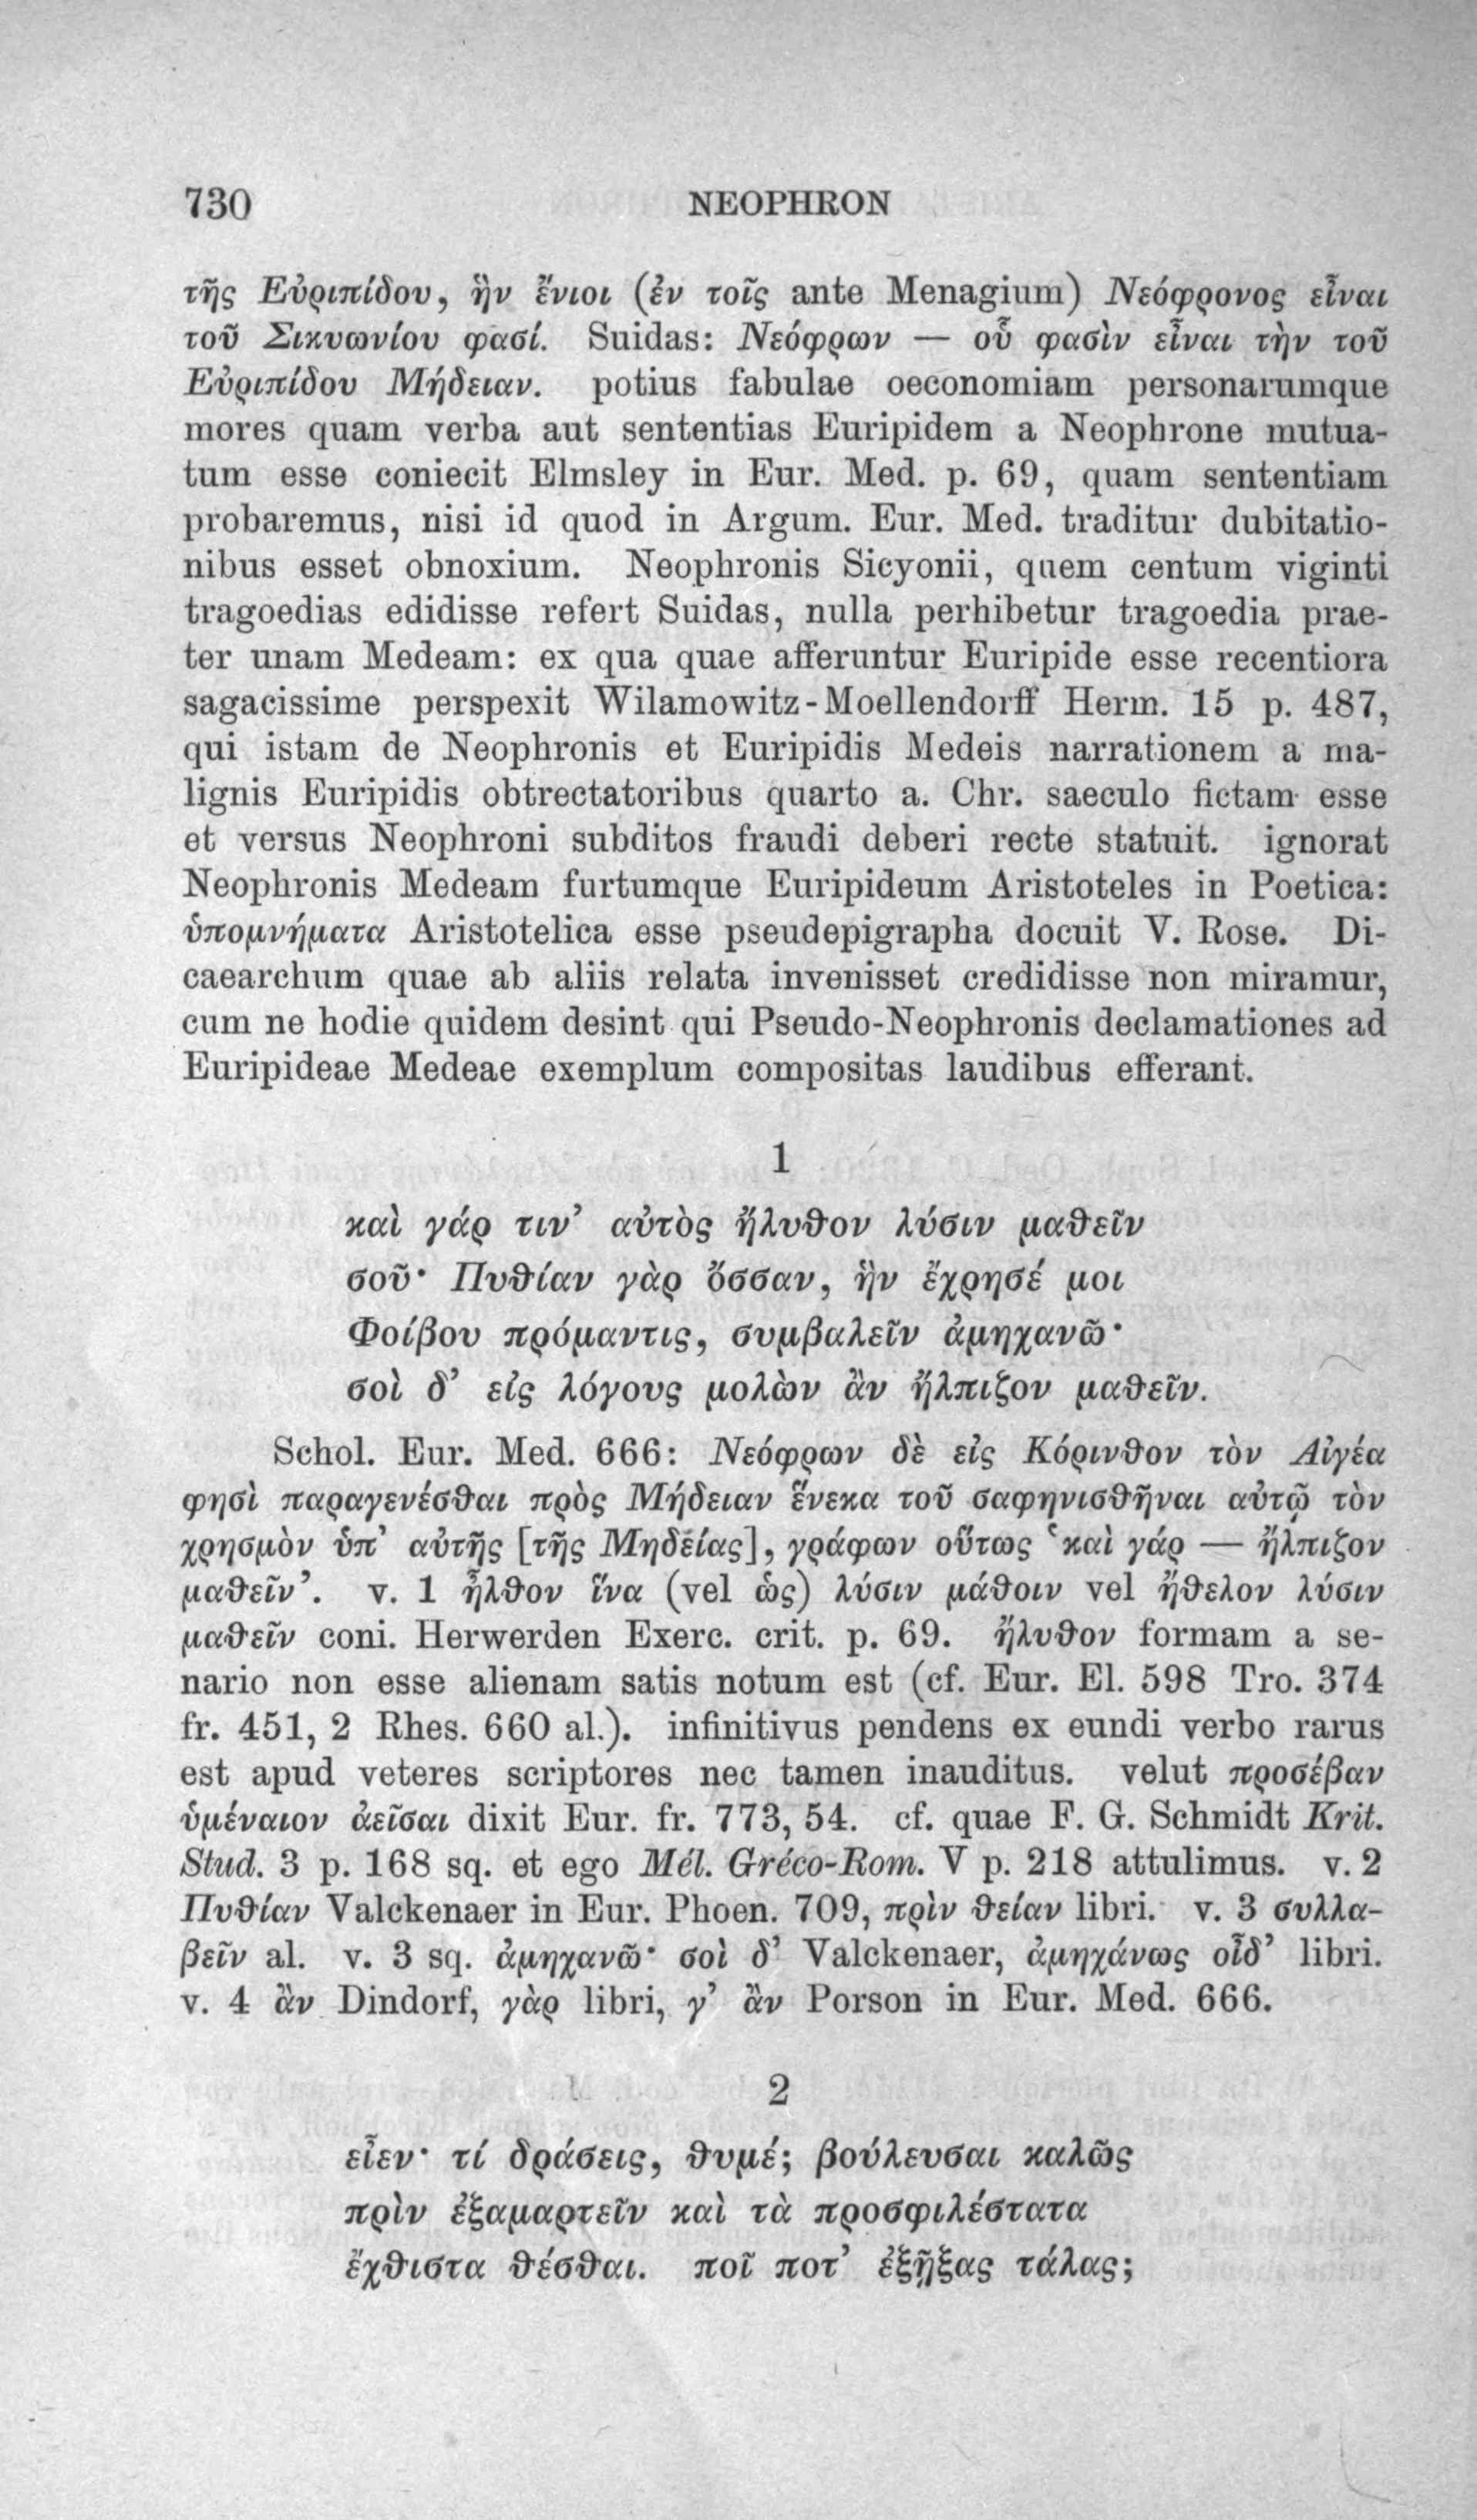 730
NEOPHRON
τῆς Εὐριπίδου, ἣν ἔνιοι (ἐν τοῖς ante Menagium) Νεόφρονος εἶναι
τοῦ Σικυωνίου φασί. Suidas: Νεόφρων — οὗ φασὶν εἶναι τὴν τοῦ
Εὐριπίδου Μήδειαν. potius fabulae oeconomiam personarumque
mores quam verba aut sententias Euripidem a Neophrone mutua-
tum esse coniecit Elmsley in Eur. Med. p. 69, quam sententiam
probaremus, nisi id quod in Argum. Eur. Med. traditur dubitatio-
nibus esset obnoxium. Neophronis Sicyonii, quem centum viginti
tragoedias edidisse refert Suidas, nulla perhibetur tragoedia prae-
ter unam Medeam: ex qua quae afferuntur Euripide esse recentiora
sagacissime perspexit Wilamowitz-Moellendorff Herm. 15 p. 487,
qui istam de Neophronis et Euripidis Medeis narrationem a ma-
lignis Euripidis obtrectatoribus quarto a. Chr. saeculo fictam esse
et versus Neophroni subditos fraudi deberi recte statuit. ignorat
Neophronis Medeam furtumque Euripideum Aristoteles in Poetica:
ὑπομνήματα Aristotelica esse pseudepigrapha docuit V. Rose. Di-
caearchum quae ab aliis relata invenisset credidisse non miramur,
cum ne hodie quidem desint qui Pseudo-Neophronis declamationes ad
Euripideae Medeae exemplum compositas laudibus efferant.
1
καὶ γάρ τιν’ αὐτὸς ἤλυθον λύσιν μαθεῖν
σοῦ· Πυθίαν γὰρ ὄσσαν, ἣν ἔχρησέ μοι
Φοίβου πρόμαντις, συμβαλεῖν ἀμηχανῶ·
σοὶ δ’ εἰς λόγους μολὼν ἂν ἤλπιζον μαθεῖν.
Schol. Eur. Med. 666: Νεόφρων δὲ εἰς Κόρινθον τὸν Αἰγέα
φησὶ παραγενέσθαι πρὸς Μήδειαν ἕνεκα τοῦ σαφηνισθῆναι αὐτῷ τὸν
χρησμὸν ὑπ’ αὐτῆς [τῆς Μηδείας], γράφων οὕτως ‘καὶ γάρ — ἤλπιζον
μαθεῖν’. v. 1 ἦλθον ἵνα (vel ὡς) λύσιν μάθοιν vel ἤθελον λύσιν
μαθεῖν coni. Herwerden Exerc. crit. p. 69. ἤλυθον formam a se-
nario non esse alienam satis notum est (cf. Eur. El. 598 Tro. 374
fr. 451, 2 Rhes. 660 al.). infinitivus pendens ex eundi verbo rarus
est apud veteres scriptores nec tamen inauditus. velut προσέβαν
ὑμέναιον ἀεῖσαι dixit Eur. fr. 773, 54. cf. quae F. G. Schmidt Krit.
Stud. 3 p. 168 sq. et ego Mél. Gréco-Rom. V p. 218 attulimus. v. 2
Πυθίαν Valckenaer in Eur. Phoen. 709, πρὶν θείαν libri. v. 3 συλλα-
βεῖν al. v. 3 sq. ἀμηχανῶ· σοὶ δ’ Valckenaer, ἀμηχάνως οἶδ’ libri.
v. 4 ἂν Dindorf, γὰρ libri, γ’ ἂν Porson in Eur. Med. 666.
2
εἶεν· τί δράσεις, θυμέ; βούλευσαι καλῶς
πρὶν ἐξαμαρτεῖν καὶ τὰ προσφιλέστατα
ἔχθιστα θέσθαι. ποῖ ποτ’ ἐξῇξας τάλας;